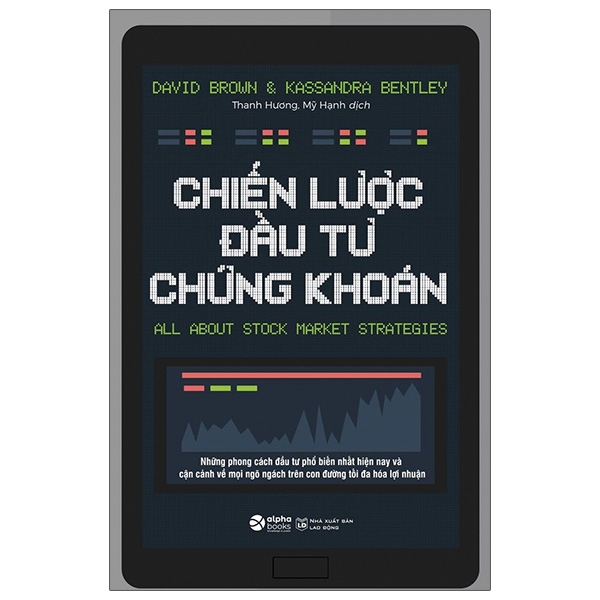 DAVID BROWN & KASSANDRA BENTLEY
Thanh Hương, Mỹ Hạnh dịch
CHIẾN LƯỢC
ĐẦU TƯ
CHỨNG KHOÁN
ALL ABOUT STOCK MARKET STRATEGIES
Những phong cách đầu tư phổ biến nhất hiện nay và
cận cảnh về mọi ngõ ngách trên con đường tối đa hóa lợi nhuận
alpha
books
NHÀ XUẤT BẢN
LAO ĐỘNG